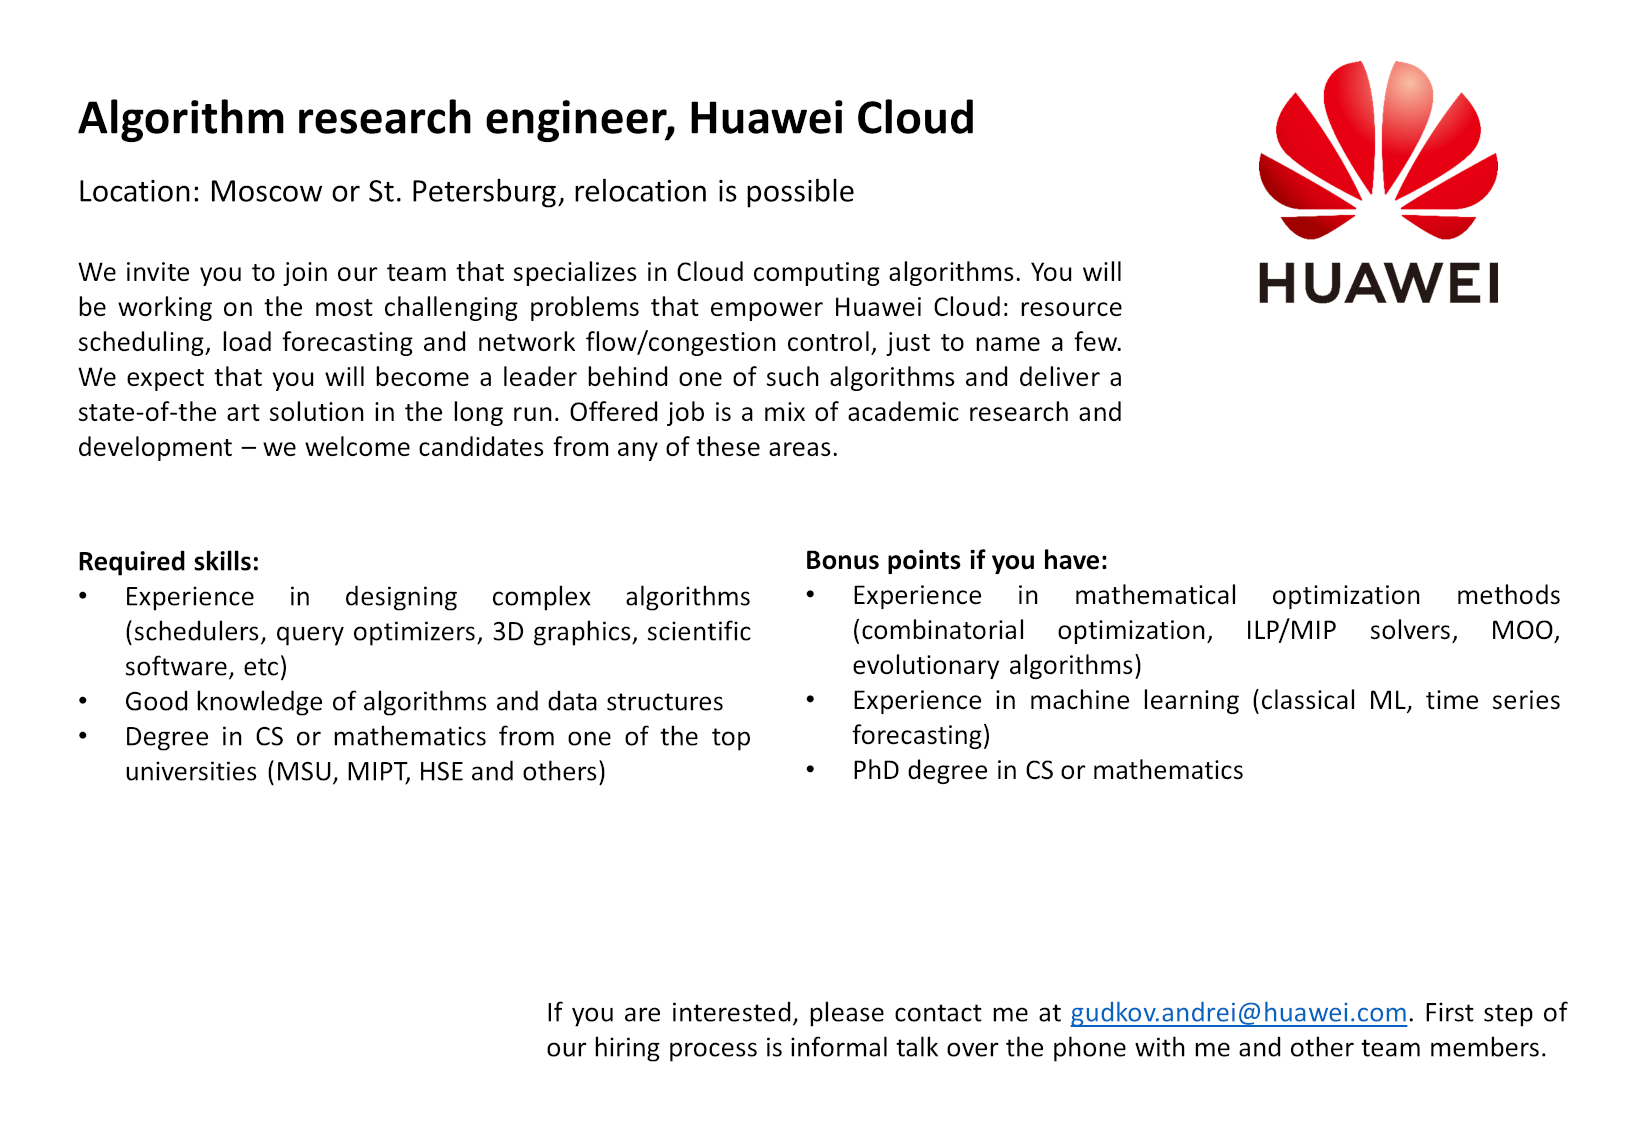 Algorithm research engineer, Huawei Cloud
Location: Moscow or St. Petersburg, relocation is possible
HUAWEI
We invite you to join our team that specializes in Cloud computing algorithms. You will
be working on the most challenging problems that empower Huawei Cloud: resource
scheduling, load forecasting and network flow/congestion control, just to name a few.
We expect that you will become a leader behind one of such algorithms and deliver a
state-of-the art solution in the long run. Offered job is a mix of academic research and
development – we welcome candidates from any of these areas.
Required skills:
• Experience in designing complex algorithms
(schedulers, query optimizers, 3D graphics, scientific
software, etc)
• Good knowledge of algorithms and data structures
• Degree in CS or mathematics from one of the top
universities (MSU, MIPT, HSE and others)
Bonus points if you have:
• Experience in mathematical optimization methods
(combinatorial optimization, ILP/MIP solvers, MOO,
evolutionary algorithms)
• Experience in machine learning (classical ML, time series
forecasting)
• PhD degree in CS or mathematics
If you are interested, please contact me at gudkov.andrei@huawei.com. First step of
our hiring process is informal talk over the phone with me and other team members.